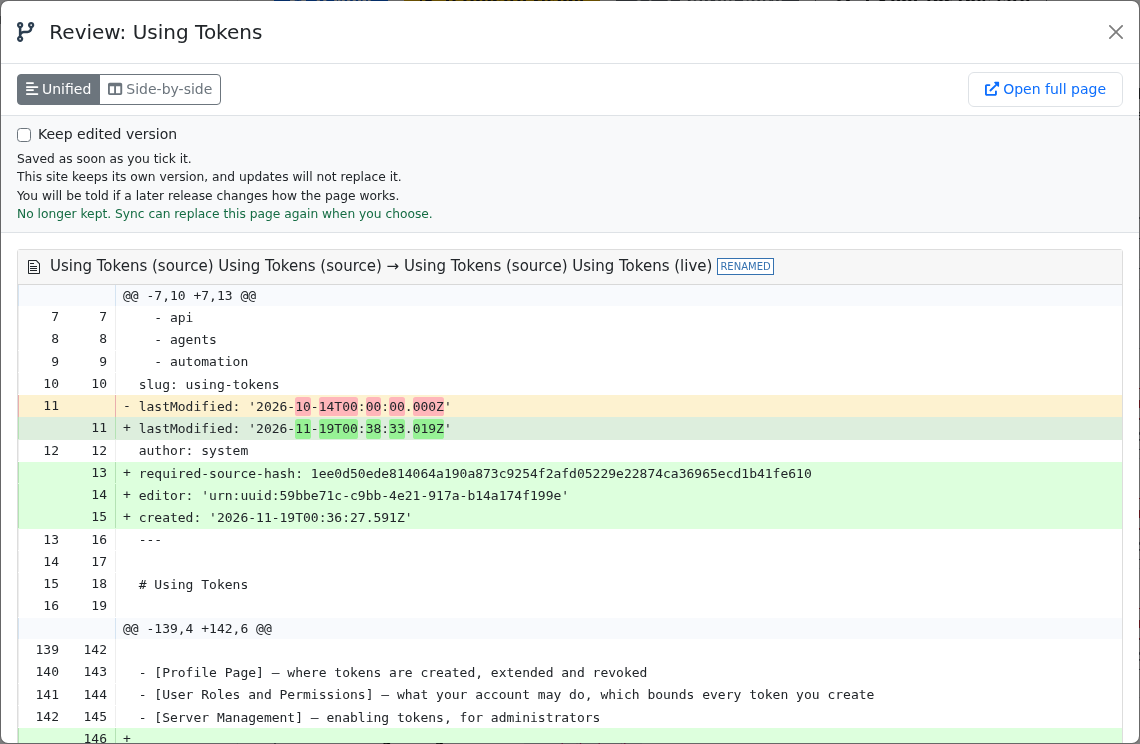 Review: Using Tokens
Unified Side-by-side Open full page
Keep edited version
Saved as soon as you tick it.
This site keeps its own version, and updates will not replace it.
You will be told if a later release changes how the page works.
No longer kept. Sync can replace this page again when you choose.
Using Tokens (source) Using Tokens (source) → Using Tokens (source) Using Tokens (live) RENAMED
@@ -7,10 +7,13 @@
7 7 - api
8 8 - agents
9 9 - automation
10 10 slug: using-tokens
11 - lastModified: '2026-10-14T00:00:00.000Z'
11 + lastModified: '2026-11-19T00:38:33.019Z'
12 12 author: system
13 + required-source-hash: 1ee0d50ede814064a190a873c9254f2afd05229e22874ca36965ecd1b41fe610
14 + editor: 'urn:uuid:59bbe71c-c9bb-4e21-917a-b14a174f199e'
15 + created: '2026-11-19T00:36:27.591Z'
13 16 ---
14 17
15 18 # Using Tokens
16 19
@@ -139,4 +142,6 @@
139 142
140 143 - [Profile Page] — where tokens are created, extended and revoked
141 144 - [User Roles and Permissions] — what your account may do, which bounds every token you create
142 145 - [Server Management] — enabling tokens, for administrators
146 +